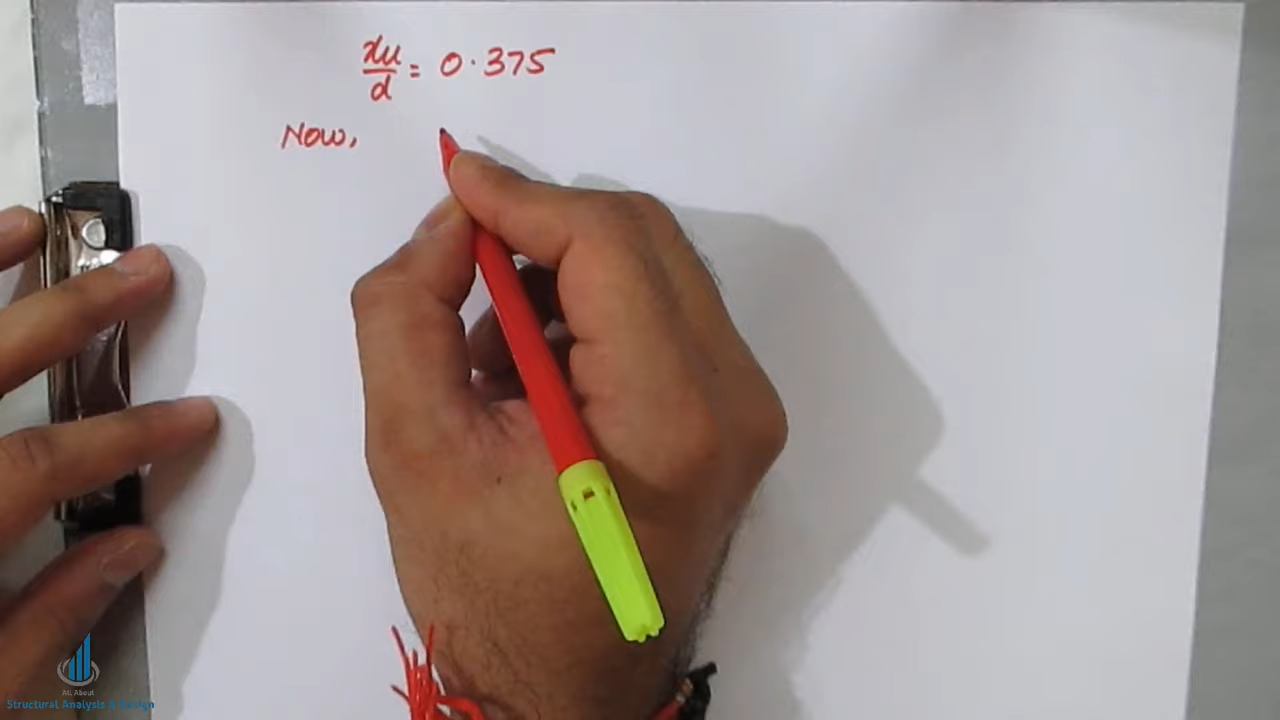 xu/d = 0.375
Now,
All About
Structural Analysis & Design